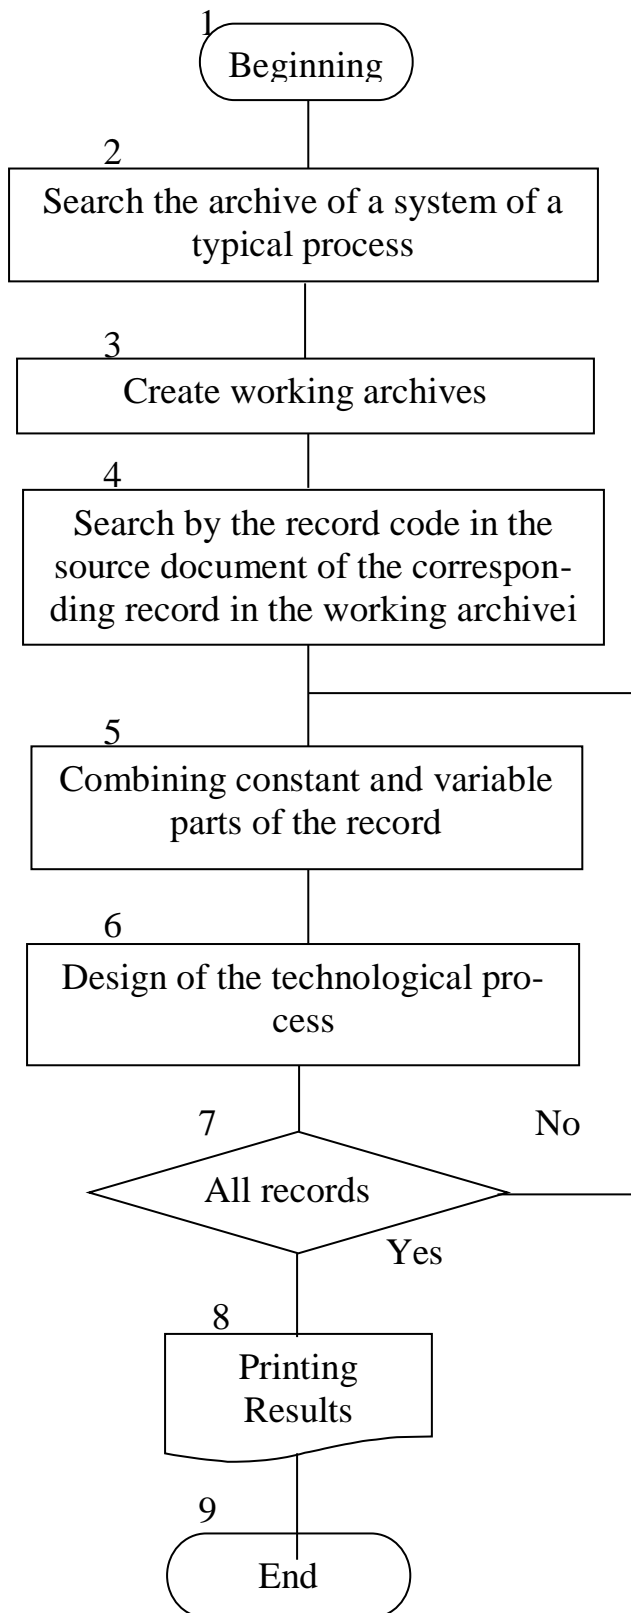 1
Beginning
2
Search the archive of a system of a
typical process
3
Create working archives
4
Search by the record code in the
source document of the correspon-
ding record in the working archivei
5
Combining constant and variable
parts of the record
6
Design of the technological pro-
cess
7
No
All records
Yes
8
Printing
Results
9
End